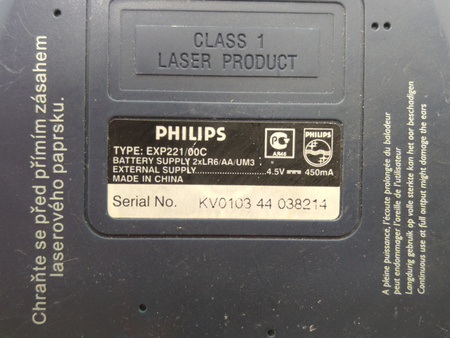 CLASS 1
LASER PRODUCT
PHILIPS
TYPE: EXP221/00C
BATTERY SUPPLY 2xLR6/AA/UM3
EXTERNAL SUPPLY 4.5V 450mA
MADE IN CHINA
Serial No. KV0103 44 038214
PHILIPS
Chraňte se před přímím zásahem
laserového paprsku.
A pleine puissance, l'écoute prolongée du baladeur
peut endommager l'oreille de l'utilisateur
Langdurig gebruik op volle sterkte kan het oor beschadigen
Continuous use at full output might damage the ears